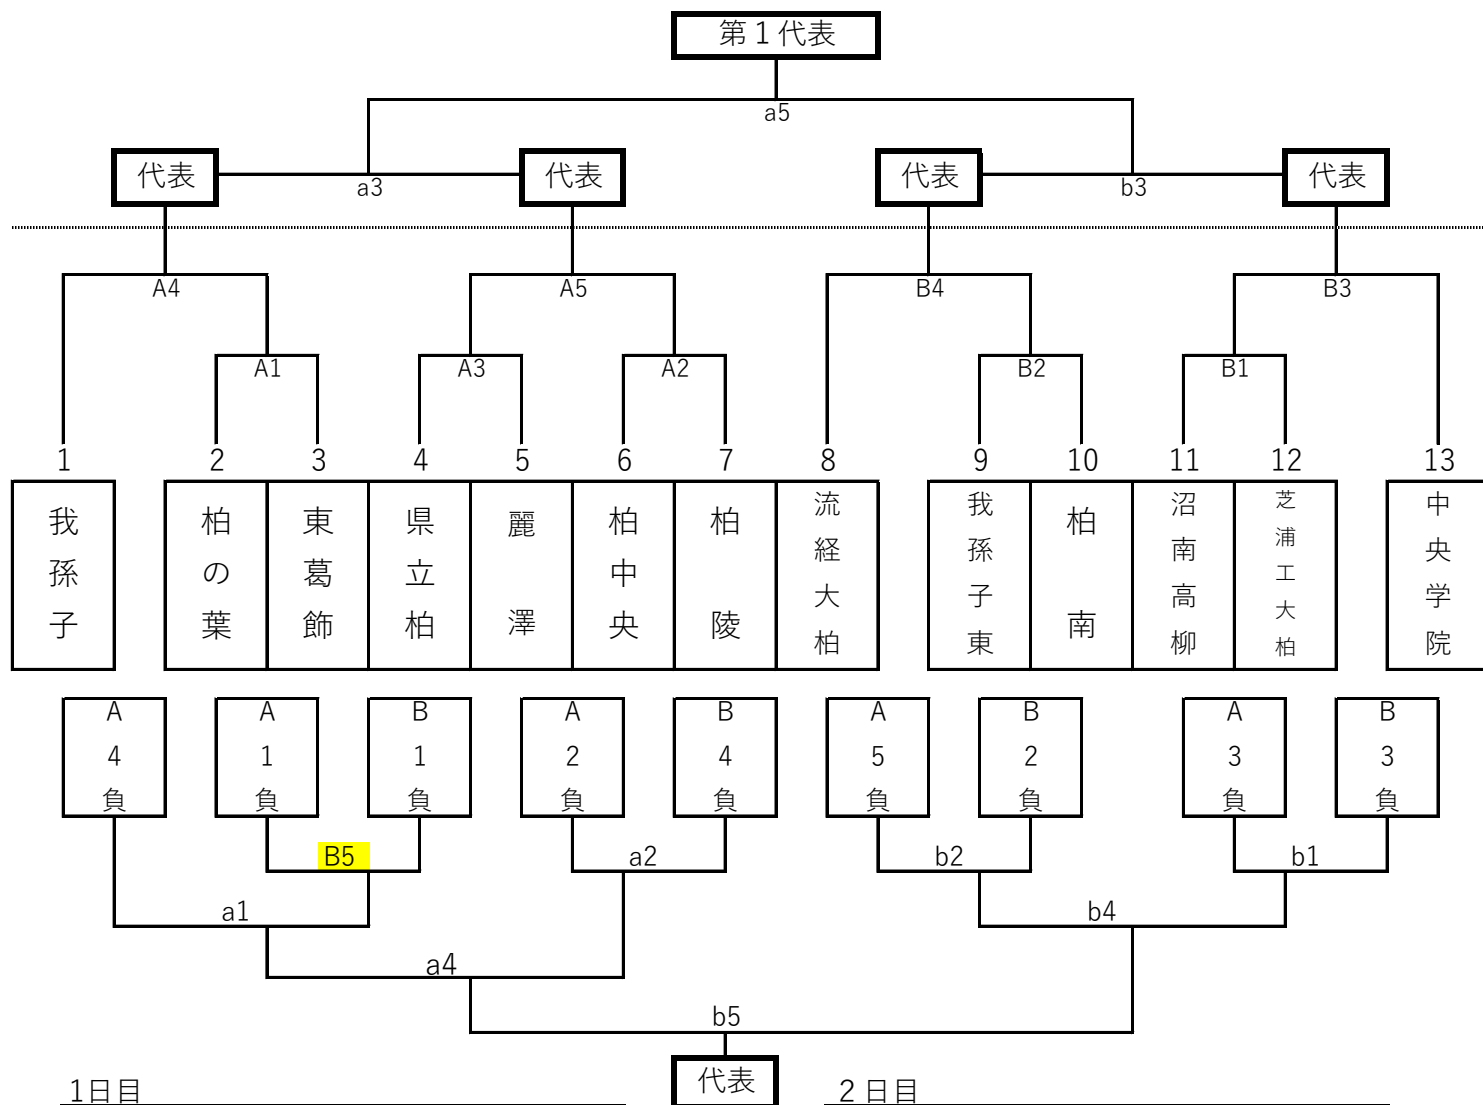 第1代表
a5
代表 代表 代表 代表
a3 b3
A4 A5 B4 B3
A1 A3 A2 B2 B1
1 2 3 4 5 6 7 8 9 10 11 12 13
我孫子 柏の葉 東葛飾 県立柏 麗澤 柏中央 柏陵 流経大柏 我孫子東 柏南 沼南高柳 芝浦工大柏 中央学院
A4負 A1負 B1負 A2負 B4負 A5負 B2負 A3負 B3負
B5 a2 b2 b1
a1 b4
a4
b5
代表
1日目 2日目